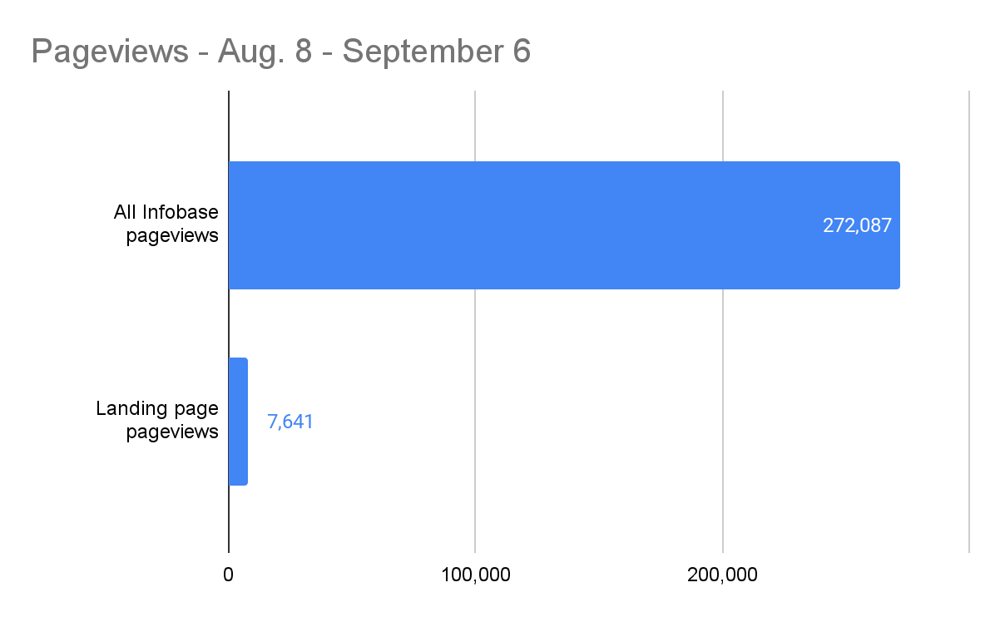 Pageviews - Aug. 8 - September 6
All Infobase
pageviews
272,087
Landing page
pageviews
7,641
0
100,000
200,000